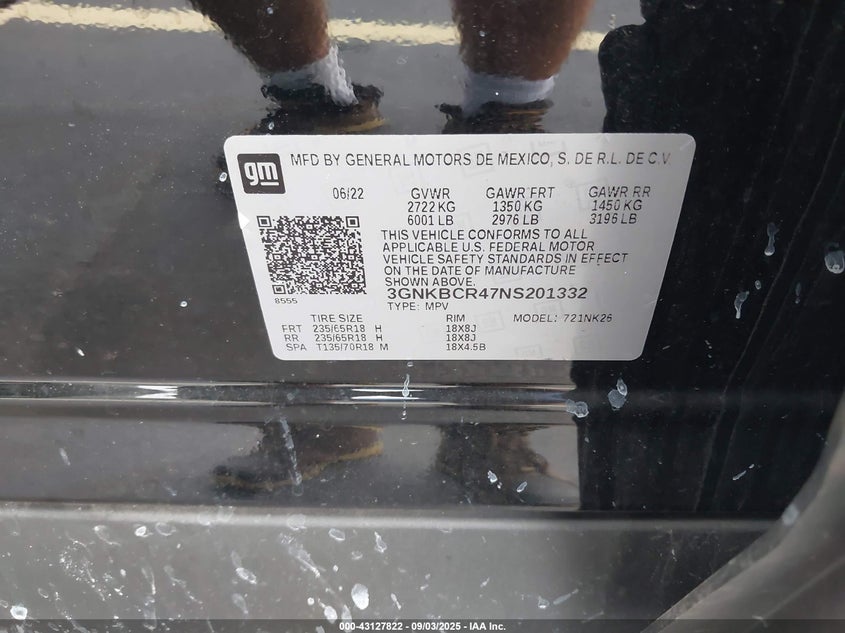 gm
MFD BY GENERAL MOTORS DE MEXICO, S. DE R.L. DE C.V
06/22 GVWR GAWR FRT GAWR RR
2722 KG 1350 KG 1450 KG
6001 LB 2976 LB 3196 LB
THIS VEHICLE CONFORMS TO ALL
APPLICABLE U.S. FEDERAL MOTOR
VEHICLE SAFETY STANDARDS IN EFFECT
ON THE DATE OF MANUFACTURE
SHOWN ABOVE.
8555
3GNKBCR47NS201332
TYPE: MPV MODEL: 721NK26
TIRE SIZE RIM
FRT 235/65R18 H 18X8J
RR 235/65R18 H 18X8J
SPA T135/70R18 M 18X4.5B
000-43127822 - 09/03/2025 - IAA Inc.